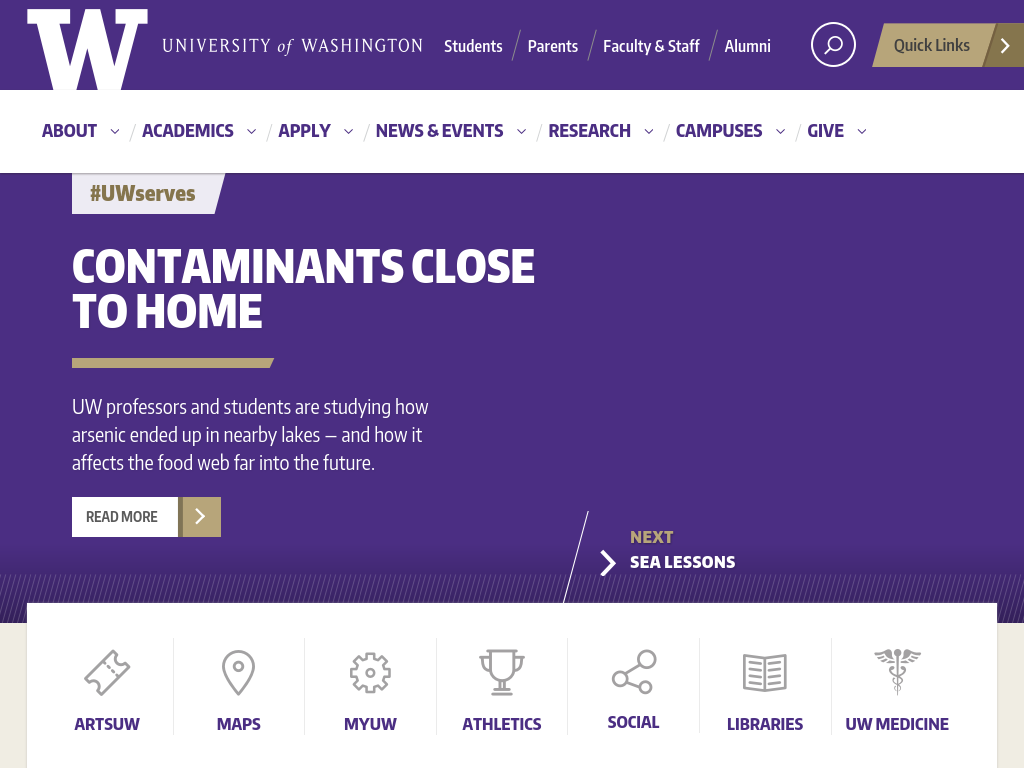 W UNIVERSITY of WASHINGTON Students Parents Faculty & Staff Alumni Quick Links
ABOUT ACADEMICS APPLY NEWS & EVENTS RESEARCH CAMPUSES GIVE
#UWserves
CONTAMINANTS CLOSE
TO HOME
UW professors and students are studying how
arsenic ended up in nearby lakes – and how it
affects the food web far into the future.
READ MORE
NEXT
SEA LESSONS
ARTSUW MAPS MYUW ATHLETICS SOCIAL LIBRARIES UW MEDICINE